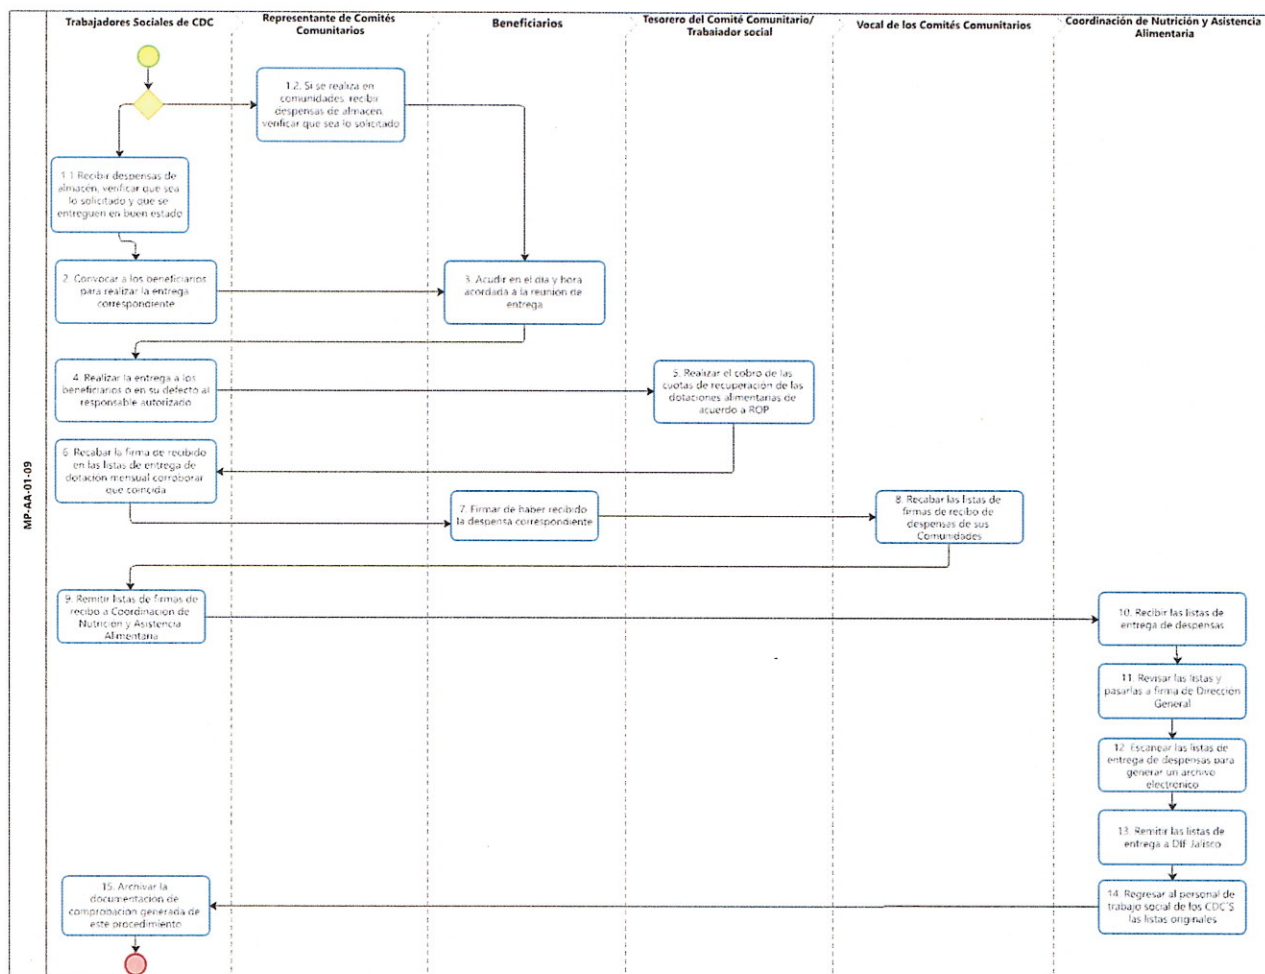 Trabajadores Sociales de CDC
Representante de Comités
Comunitarios
Beneficiarios
Tesorero del Comité Comunitario/
Trabaiador social
Vocal de los Comités Comunitarios
Coordinación de Nutrición y Asistencia
Alimentaria
MP-AA-01-09
1.2. Si se realiza en
comunidades, recibir
despensas de almacen,
verificar que sea lo solicitado
1.1 Recibir despensas de
almacén, verificar que sea
lo solicitado y que se
entreguen en buen estado
2. Convocar a los beneficiarios
para realizar la entrega
correspondiente
3. Acudir en el dia y hora
acordada a la reunión de
entrega
4. Realizar la entrega a los
beneficiarios o en su defecto al
responsable autorizado
5. Realizar el cobro de las
cuotas de recuperación de las
dotaciones alimentarias de
acuerdo a ROP
6. Recabar la firma de recibido
en las listas de entrega de
dotación mensual corroborar
que coincida
7. Firmar de haber recibido
la despensa correspondiente
8. Recabar las listas de
firmas de recibo de
despensas de sus
Comunidades
9. Remitir listas de firmas de
recibo a Coordinacion de
Nutrición y Asistencia
Alimentaria
10. Recibir las listas de
entrega de despensas
11. Revisar las listas y
pasarlas a firma de Dirección
General
12. Escanear las listas de
entrega de despensas para
generar un archivo
electronico
13. Remitir las listas de
entrega a DIF Jalisco
14. Regresar al personal de
trabajo social de los CDC'S
las listas originales
15. Archivar la
documentación de
comprobación generada de
este procedimiento